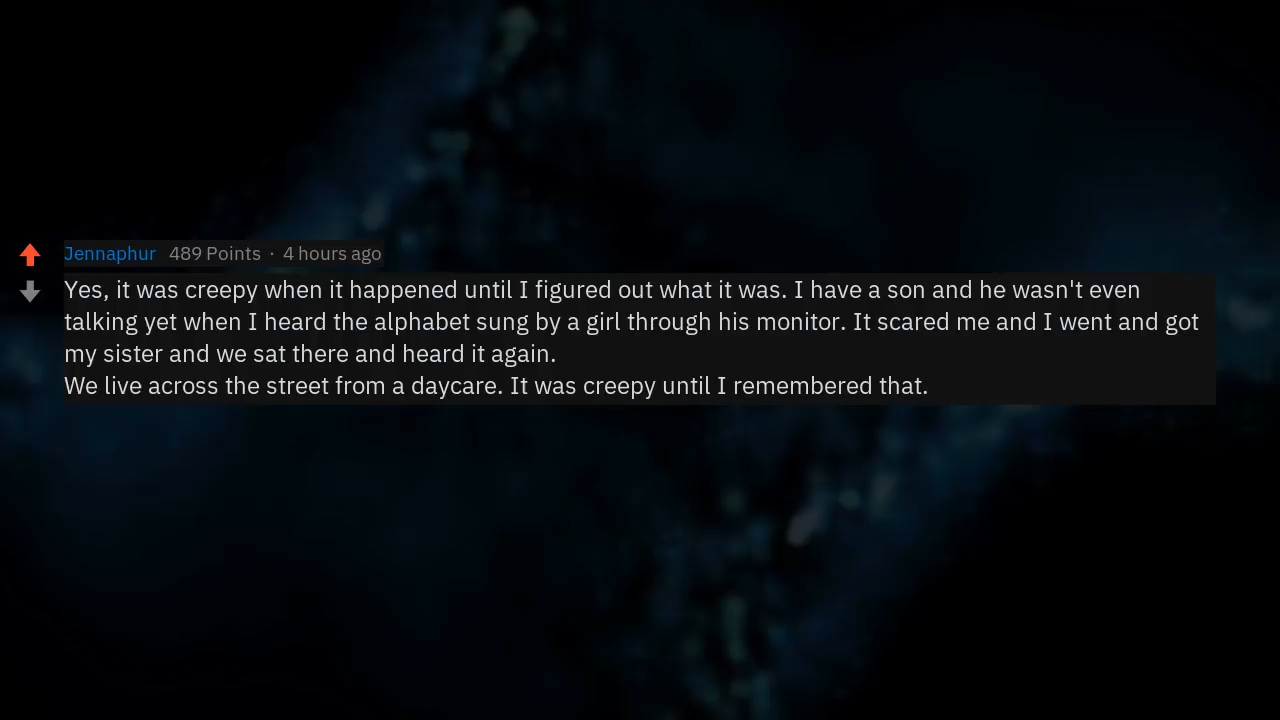 Jennaphur 489 Points · 4 hours ago
Yes, it was creepy when it happened until I figured out what it was. I have a son and he wasn't even
talking yet when I heard the alphabet sung by a girl through his monitor. It scared me and I went and got
my sister and we sat there and heard it again.
We live across the street from a daycare. It was creepy until I remembered that.